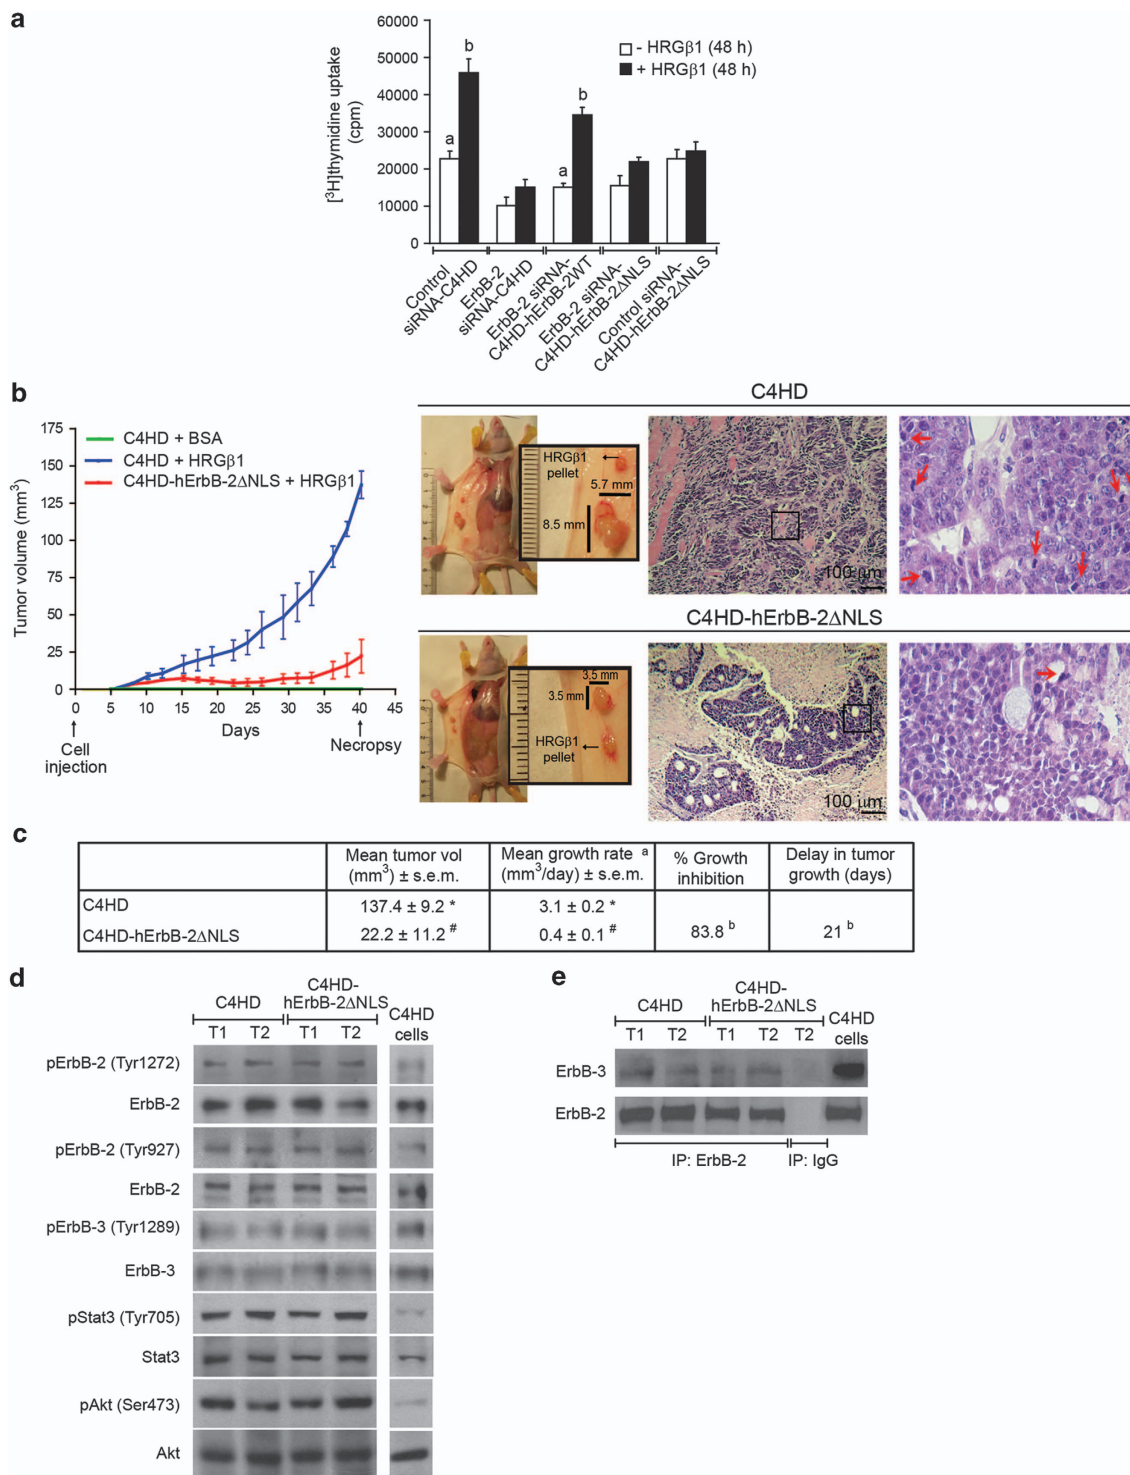 a
60000
50000
40000
30000
20000
10000
0
[³H]thymidine uptake
(cpm)
- HRGβ1 (48 h)
+ HRGβ1 (48 h)
a
b
a
b
Control
siRNA-C4HD
ErbB-2
siRNA-C4HD
ErbB-2 siRNA-
C4HD-hErbB-2WT
ErbB-2 siRNA-
C4HD-hErbB-2ΔNLS
Control siRNA-
C4HD-hErbB-2ΔNLS
b
175
150
125
100
75
50
25
0
Tumor volume (mm³)
C4HD + BSA
C4HD + HRGβ1
C4HD-hErbB-2ΔNLS + HRGβ1
0 5 10 15 20 25 30 35 40 45
Days
Cell
injection
Necropsy
C4HD
HRGβ1
pellet
5.7 mm
8.5 mm
100 μm
C4HD-hErbB-2ΔNLS
3.5 mm
3.5 mm
HRGβ1
pellet
100 μm
c
Mean tumor vol
(mm³) ± s.e.m.
Mean growth rate ᵃ
(mm³/day) ± s.e.m.
% Growth
inhibition
Delay in tumor
growth (days)
C4HD 137.4 ± 9.2 * 3.1 ± 0.2 *
C4HD-hErbB-2ΔNLS 22.2 ± 11.2 # 0.4 ± 0.1 # 83.8 ᵇ 21 ᵇ
d
C4HD
C4HD-
hErbB-2ΔNLS
C4HD
cells
T1 T2 T1 T2
pErbB-2 (Tyr1272)
ErbB-2
pErbB-2 (Tyr927)
ErbB-2
pErbB-3 (Tyr1289)
ErbB-3
pStat3 (Tyr705)
Stat3
pAkt (Ser473)
Akt
e
C4HD
C4HD-
hErbB-2ΔNLS
C4HD
cells
T1 T2 T1 T2 T2
ErbB-3
ErbB-2
IP: ErbB-2 IP: IgG